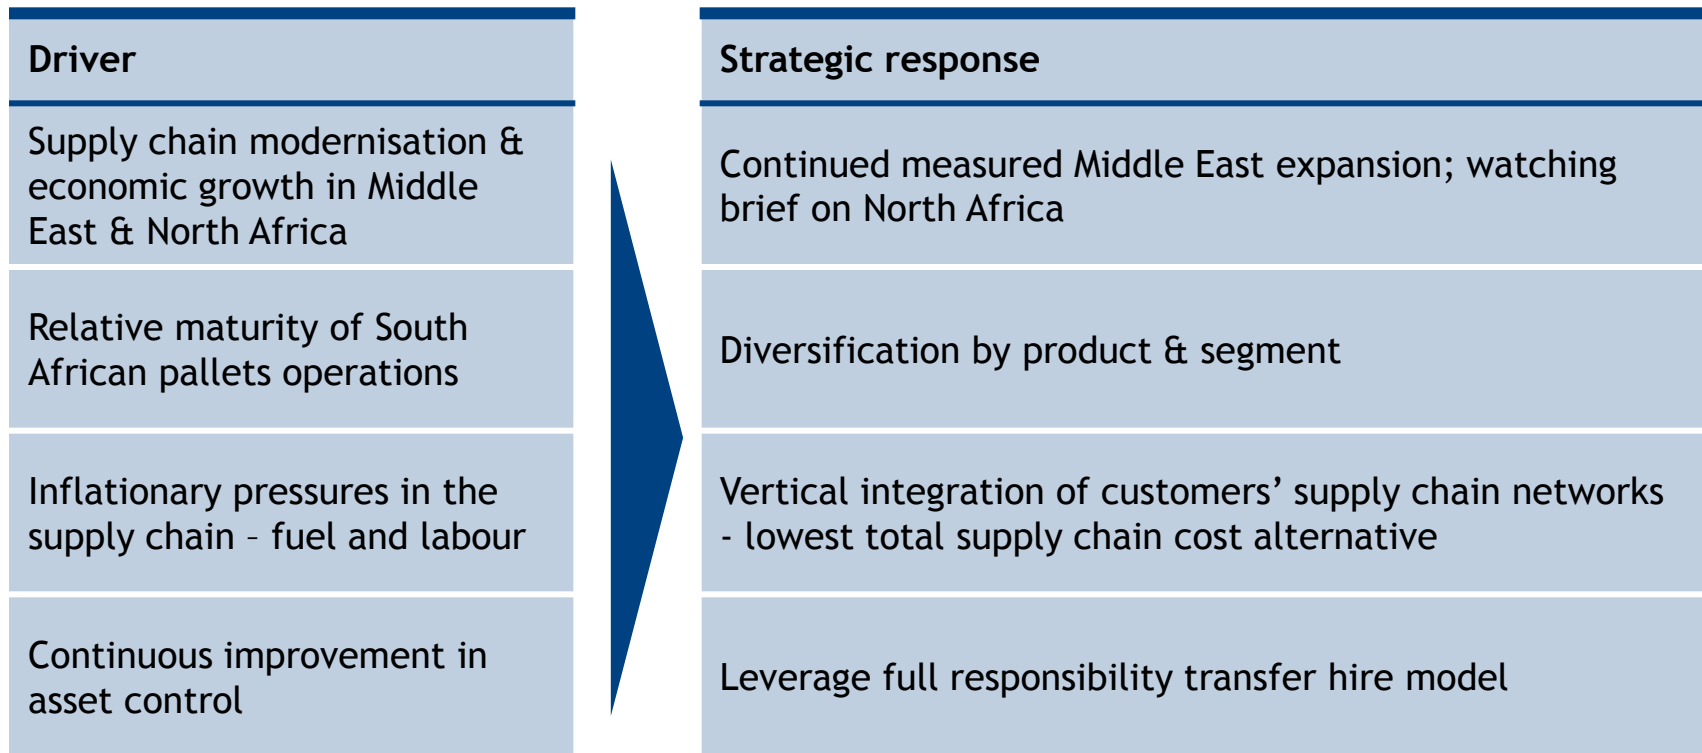 Driver
Strategic response
Supply chain modernisation &
economic growth in Middle
East & North Africa
Continued measured Middle East expansion; watching
brief on North Africa
Relative maturity of South
African pallets operations
Diversification by product & segment
Inflationary pressures in the
supply chain – fuel and labour
Vertical integration of customers’ supply chain networks
- lowest total supply chain cost alternative
Continuous improvement in
asset control
Leverage full responsibility transfer hire model